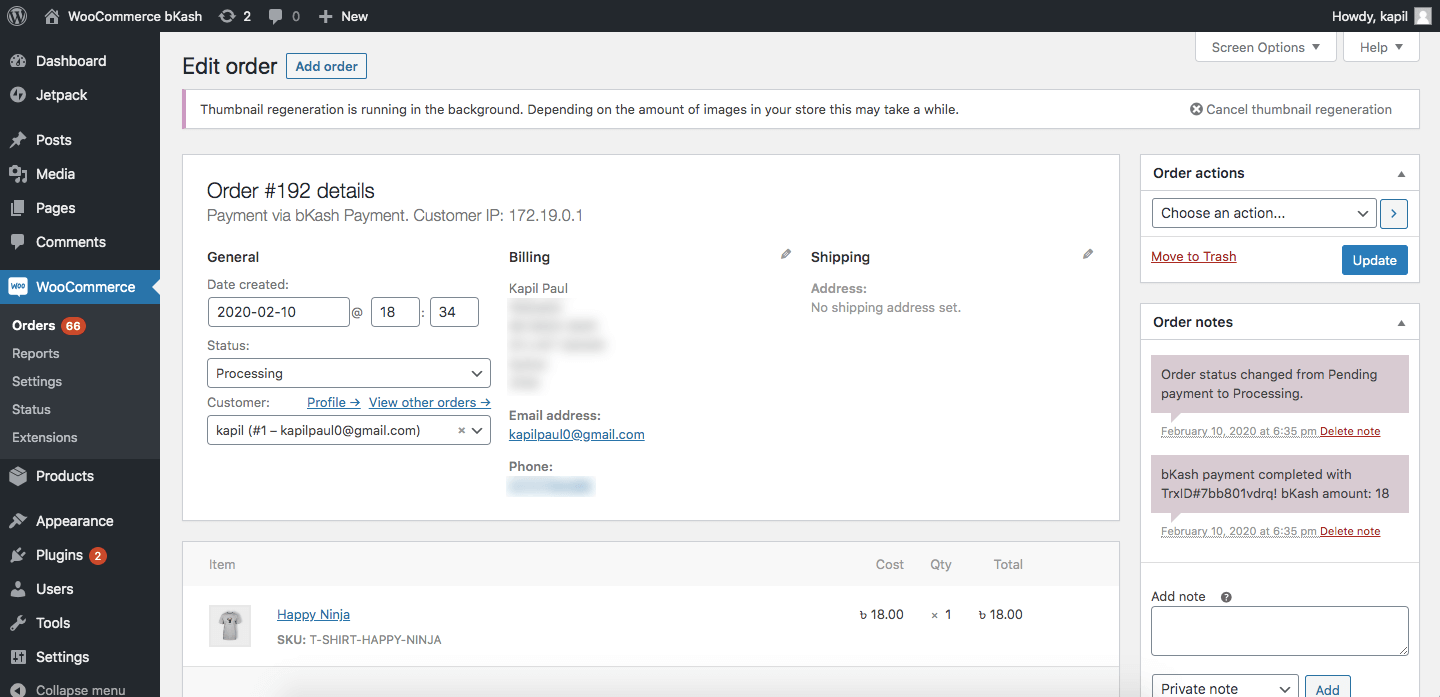 WooCommerce bKash 2 0 New Howdy, kapil
Dashboard
Jetpack
Posts
Media
Pages
Comments
WOO WooCommerce
Orders 66
Reports
Settings
Status
Extensions
Products
Appearance
Plugins 2
Users
Tools
Settings
Collapse menu
Screen Options Help
Edit order Add order
Thumbnail regeneration is running in the background. Depending on the amount of images in your store this may take a while. Cancel thumbnail regeneration
Order #192 details
Payment via bKash Payment. Customer IP: 172.19.0.1
General
Date created:
2020-02-10 @ 18 : 34
Status:
Processing
Customer: Profile → View other orders →
kapil (#1 – kapilpaul0@gmail.com) ×
Billing
Kapil Paul
Email address:
kapilpaul0@gmail.com
Phone:
Shipping
Address:
No shipping address set.
Item Cost Qty Total
Happy Ninja ৳ 18.00 × 1 ৳ 18.00
SKU: T-SHIRT-HAPPY-NINJA
Order actions
Choose an action...
Move to Trash Update
Order notes
Order status changed from Pending
payment to Processing.
February 10, 2020 at 6:35 pm Delete note
bKash payment completed with
TrxID#7bb801vdrq! bKash amount: 18
February 10, 2020 at 6:35 pm Delete note
Add note ?
Private note Add